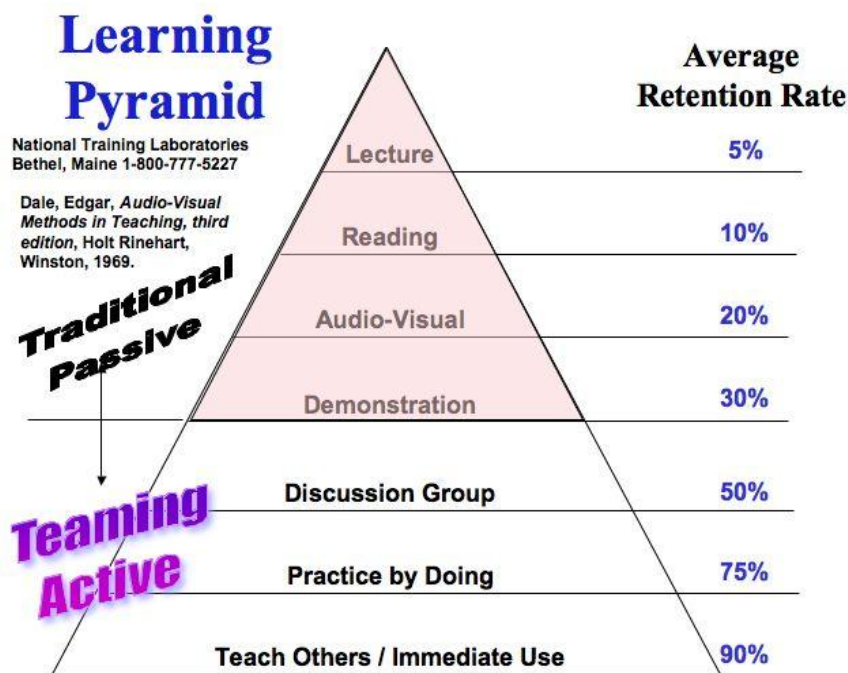 Learning
Pyramid
National Training Laboratories
Bethel, Maine 1-800-777-5227
Dale, Edgar, Audio-Visual
Methods in Teaching, third
edition, Holt Rinehart,
Winston, 1969.
Traditional
Passive
Teaming
Active
Average
Retention Rate
Lecture 5%
Reading 10%
Audio-Visual 20%
Demonstration 30%
Discussion Group 50%
Practice by Doing 75%
Teach Others / Immediate Use 90%